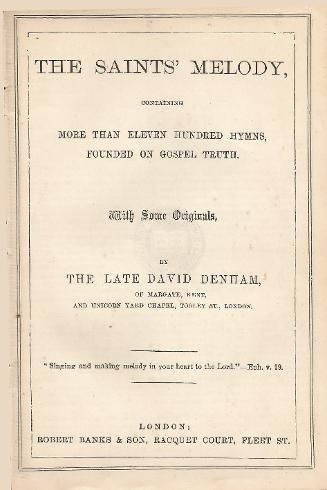 THE SAINTS' MELODY,
CONTAINING
MORE THAN ELEVEN HUNDRED HYMNS,
FOUNDED ON GOSPEL TRUTH.
With Some Originals,
BY
THE LATE DAVID DENHAM,
OF MARGATE, KENT,
AND UNICORN YARD CHAPEL, TOOLEY ST., LONDON.
"Singing and making melody in your heart to the Lord."—Eph. v. 19.
LONDON:
ROBERT BANKS & SON, RACQUET COURT, FLEET ST.